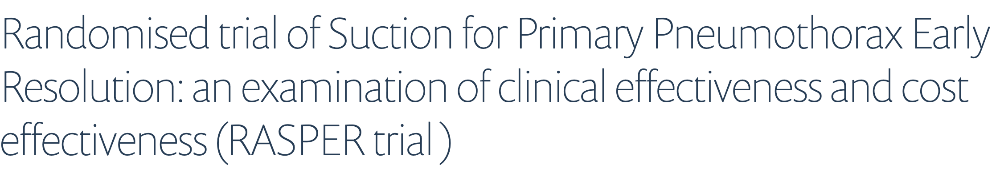 Randomised trial of Suction for Primary Pneumothorax Early
Resolution: an examination of clinical effectiveness and cost
effectiveness (RASPER trial)